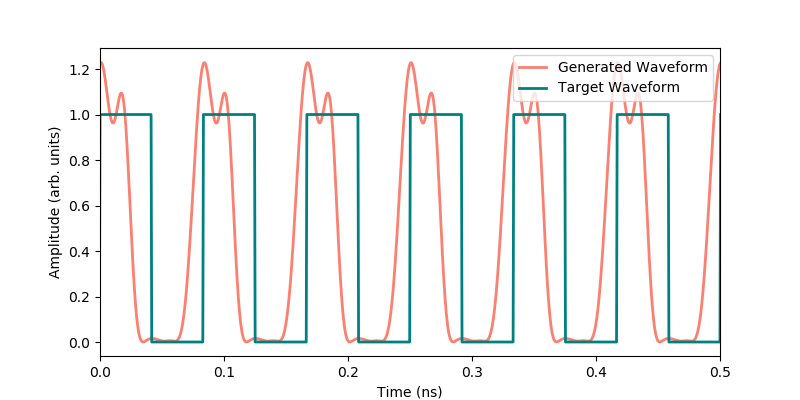 Generated Waveform
Target Waveform
1.2
1.0
0.8
0.6
0.4
0.2
0.0
Amplitude (arb. units)
0.0 0.1 0.2 0.3 0.4 0.5
Time (ns)